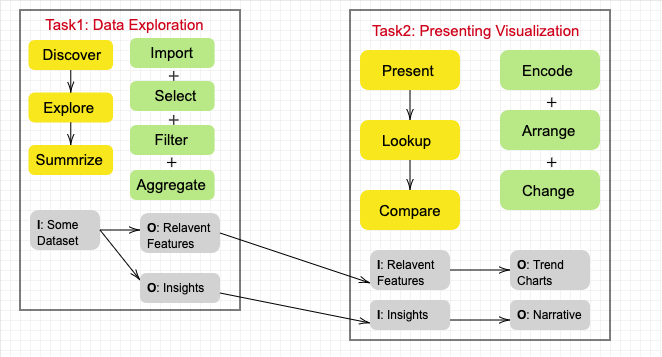 Task1: Data Exploration
Discover
Explore
Summrize
Import
+
Select
+
Filter
+
Aggregate
I: Some
Dataset
O: Relavent
Features
O: Insights
Task2: Presenting Visualization
Present
Lookup
Compare
Encode
+
Arrange
+
Change
I: Relavent
Features
O: Trend
Charts
I: Insights
O: Narrative